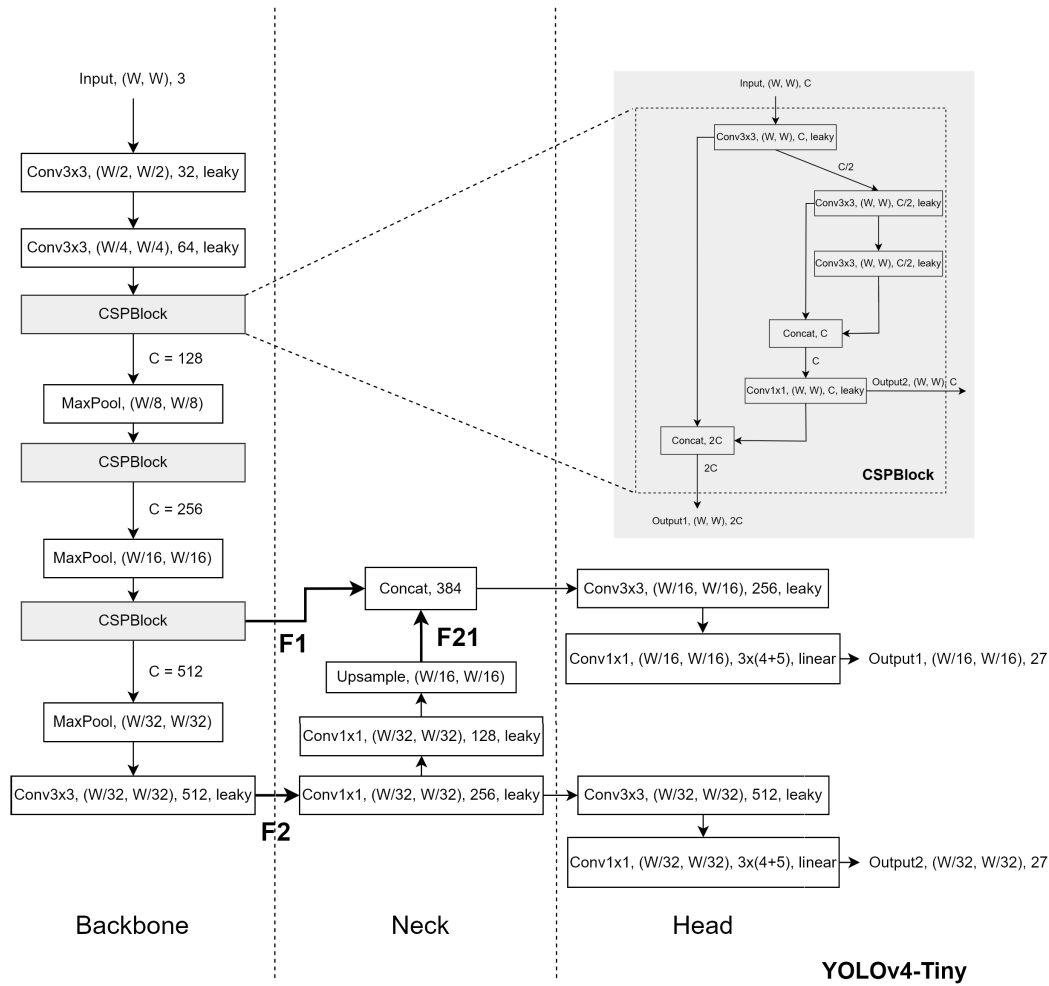 Input, (W, W), 3
Conv3x3, (W/2, W/2), 32, leaky
Conv3x3, (W/4, W/4), 64, leaky
CSPBlock
C = 128
MaxPool, (W/8, W/8)
CSPBlock
C = 256
MaxPool, (W/16, W/16)
CSPBlock
C = 512
MaxPool, (W/32, W/32)
Conv3x3, (W/32, W/32), 512, leaky
F1
F2
Concat, 384
F21
Upsample, (W/16, W/16)
Conv1x1, (W/32, W/32), 128, leaky
Conv1x1, (W/32, W/32), 256, leaky
Input, (W, W), C
Conv3x3, (W, W), C, leaky
C/2
Conv3x3, (W, W), C/2, leaky
Conv3x3, (W, W), C/2, leaky
Concat, C
C
Conv1x1, (W, W), C, leaky
Output2, (W, W), C
Concat, 2C
2C
CSPBlock
Output1, (W, W), 2C
Conv3x3, (W/16, W/16), 256, leaky
Conv1x1, (W/16, W/16), 3x(4+5), linear
Output1, (W/16, W/16), 27
Conv3x3, (W/32, W/32), 512, leaky
Conv1x1, (W/32, W/32), 3x(4+5), linear
Output2, (W/32, W/32), 27
Backbone
Neck
Head
YOLOv4-Tiny